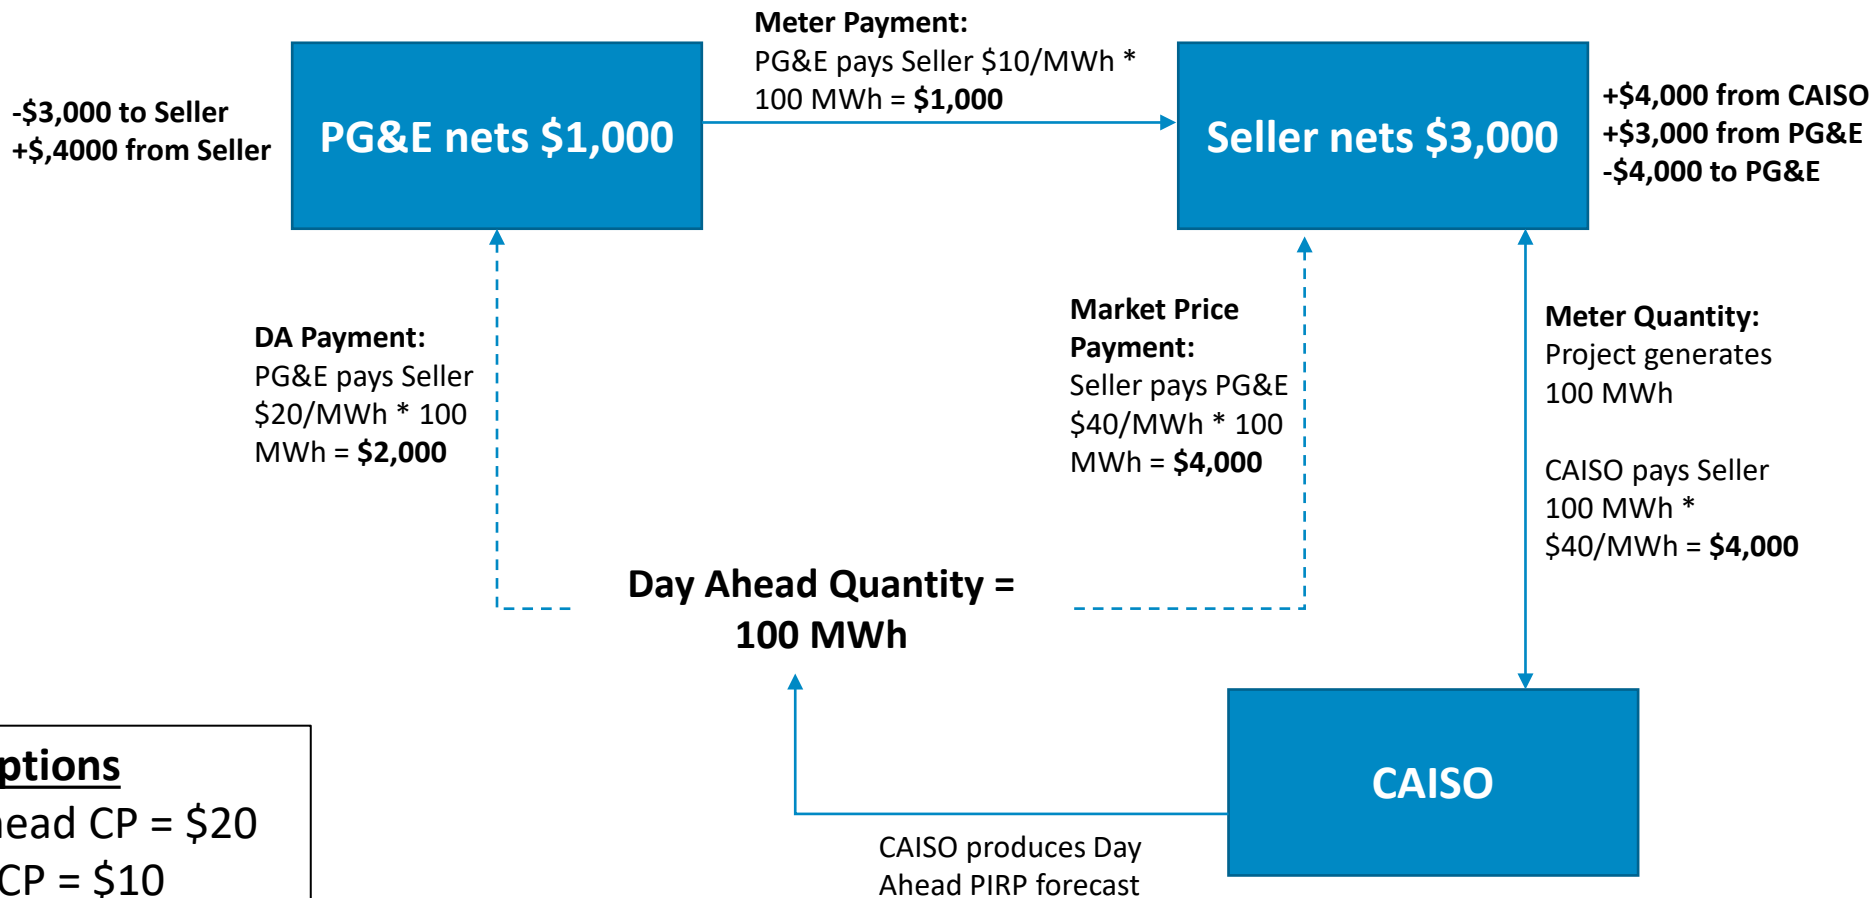 Meter Payment:
PG&E pays Seller $10/MWh *
100 MWh = $1,000
-$3,000 to Seller
+$,4000 from Seller
PG&E nets $1,000
Seller nets $3,000
+$4,000 from CAISO
+$3,000 from PG&E
-$4,000 to PG&E
DA Payment:
PG&E pays Seller
$20/MWh * 100
MWh = $2,000
Market Price
Payment:
Seller pays PG&E
$40/MWh * 100
MWh = $4,000
Meter Quantity:
Project generates
100 MWh
CAISO pays Seller
100 MWh *
$40/MWh = $4,000
Day Ahead Quantity =
100 MWh
CAISO
CAISO produces Day
Ahead PIRP forecast
ptions
head CP = $20
CP = $10